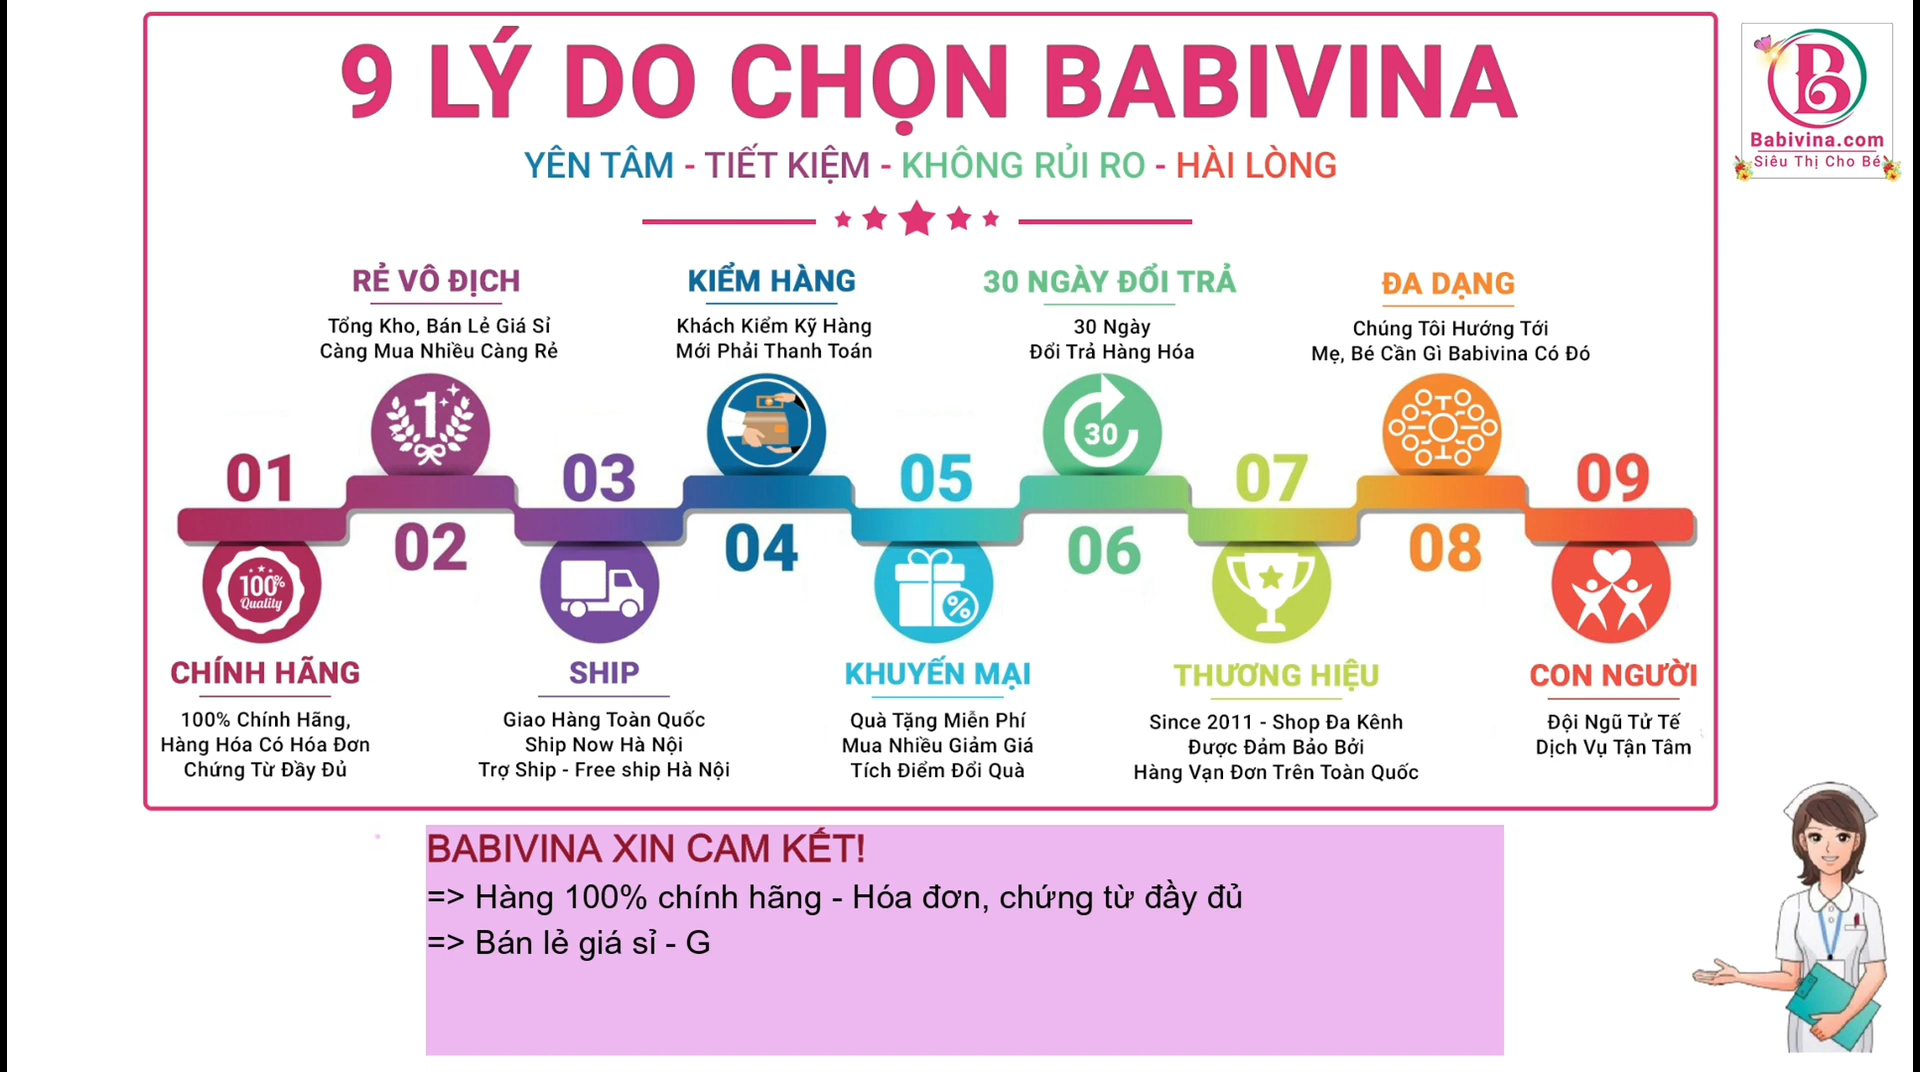 9 LÝ DO CHỌN BABIVINA
YÊN TÂM - TIẾT KIỆM - KHÔNG RỦI RO - HÀI LÒNG
B
Babivina.com
Siêu Thị Cho Bé
RẺ VÔ ĐỊCH
Tổng Kho, Bán Lẻ Giá Sỉ
Càng Mua Nhiều Càng Rẻ
1
02
KIỂM HÀNG
Khách Kiểm Kỹ Hàng
Mới Phải Thanh Toán
04
30 NGÀY ĐỔI TRẢ
30 Ngày
Đổi Trả Hàng Hóa
30
06
ĐA DẠNG
Chúng Tôi Hướng Tới
Mẹ, Bé Cần Gì Babivina Có Đó
08
01
100%
Quality
CHÍNH HÃNG
100% Chính Hãng,
Hàng Hóa Có Hóa Đơn
Chứng Từ Đầy Đủ
03
SHIP
Giao Hàng Toàn Quốc
Ship Now Hà Nội
Trợ Ship - Free ship Hà Nội
05
%
KHUYẾN MẠI
Quà Tặng Miễn Phí
Mua Nhiều Giảm Giá
Tích Điểm Đổi Quà
07
THƯƠNG HIỆU
Since 2011 - Shop Đa Kênh
Được Đảm Bảo Bởi
Hàng Vạn Đơn Trên Toàn Quốc
09
CON NGƯỜI
Đội Ngũ Tử Tế
Dịch Vụ Tận Tâm
BABIVINA XIN CAM KẾT!
=> Hàng 100% chính hãng - Hóa đơn, chứng từ đầy đủ
=> Bán lẻ giá sỉ - G